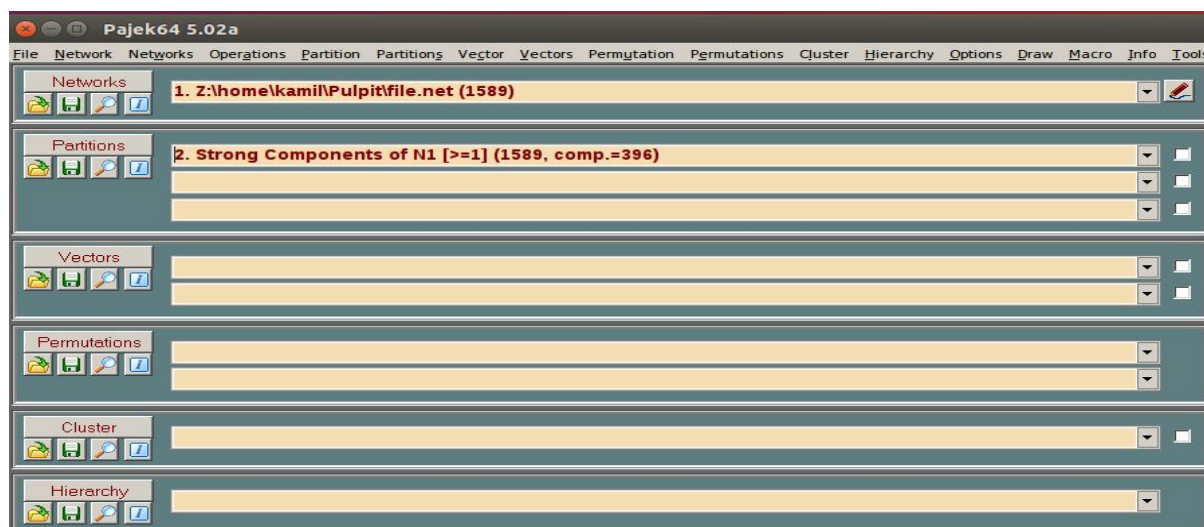 Pajek64 5.02a
File Network Networks Operations Partition Partitions Vector Vectors Permutation Permutations Cluster Hierarchy Options Draw Macro Info Tools
Networks
1. Z:\home\kamil\Pulpit\file.net (1589)
Partitions
2. Strong Components of N1 [>=1] (1589, comp.=396)
Vectors
Permutations
Cluster
Hierarchy